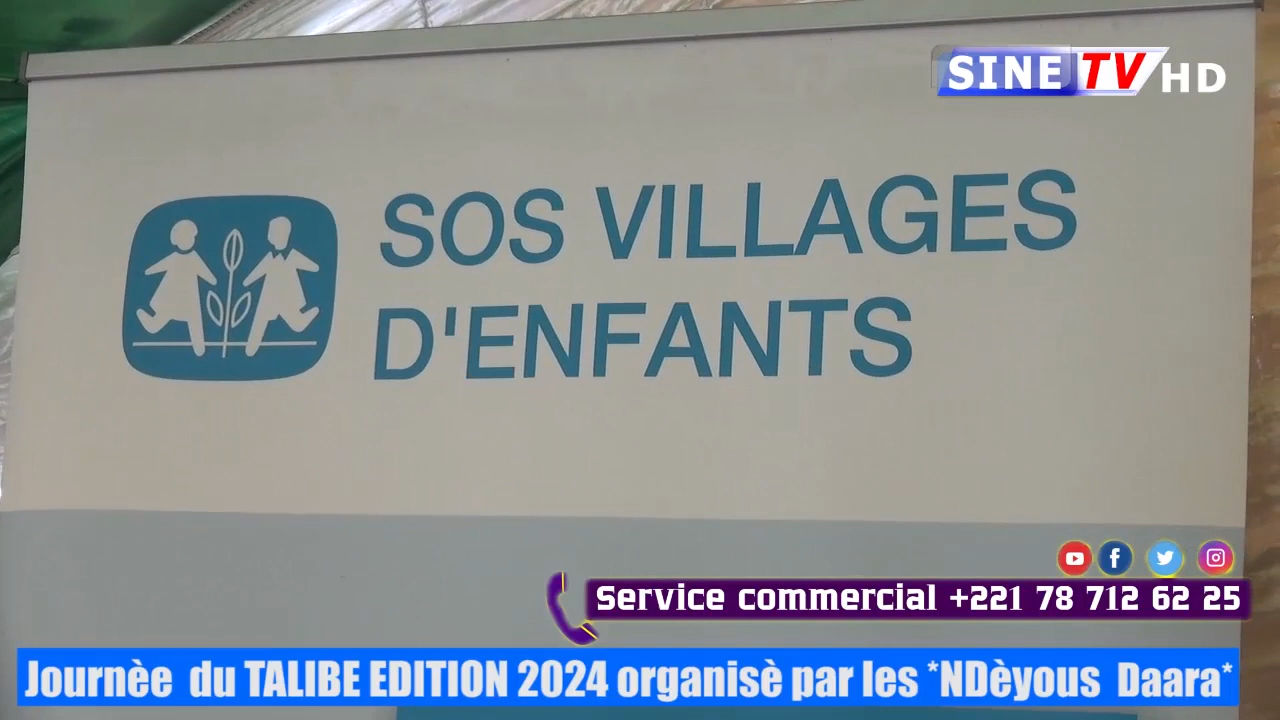 SINE TV HD
SOS VILLAGES
D'ENFANTS
Service commercial +221 78 712 62 25
Journèe du TALIBE EDITION 2024 organisè par les *NDèyous Daara*